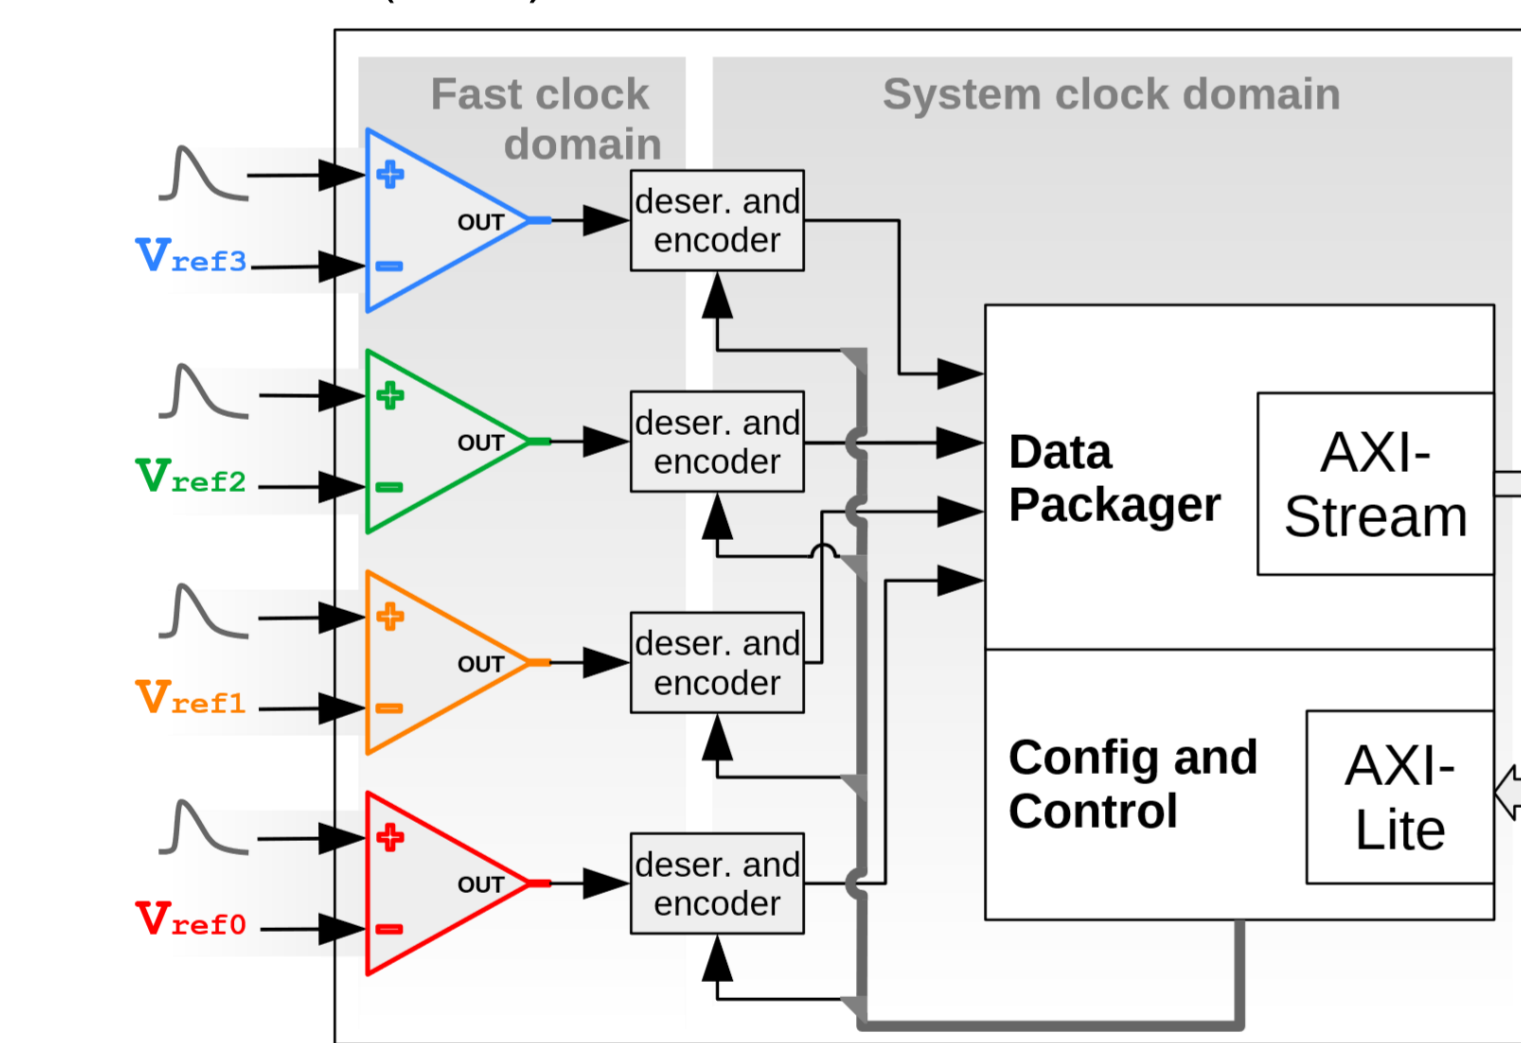 Fast clock
domain
System clock domain
+
Vref3
−
OUT
deser. and
encoder
+
Vref2
−
OUT
deser. and
encoder
Data
Packager
AXI-
Stream
+
Vref1
−
OUT
deser. and
encoder
Config and
Control
AXI-
Lite
+
Vref0
−
OUT
deser. and
encoder